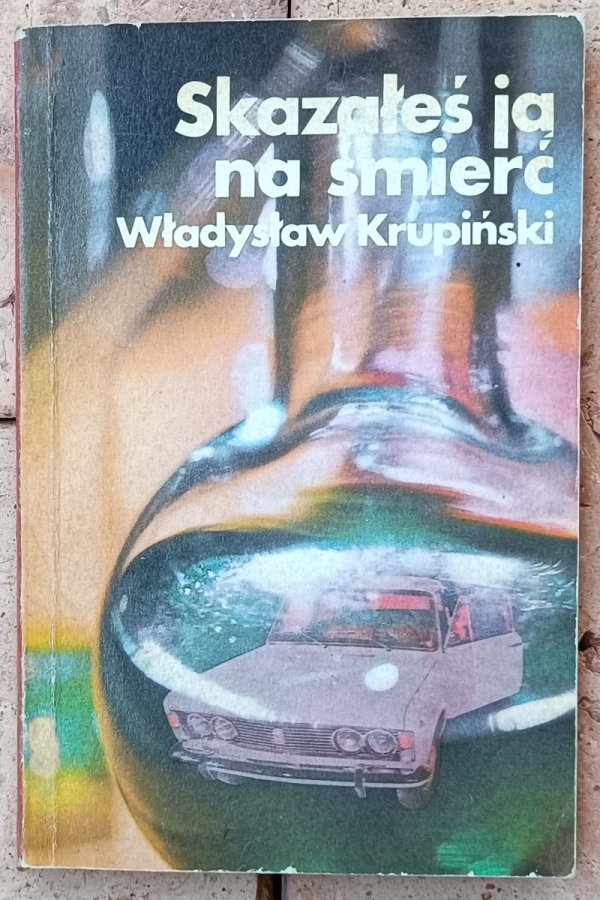 Skazałeś ją
na śmierć
Władysław Krupiński